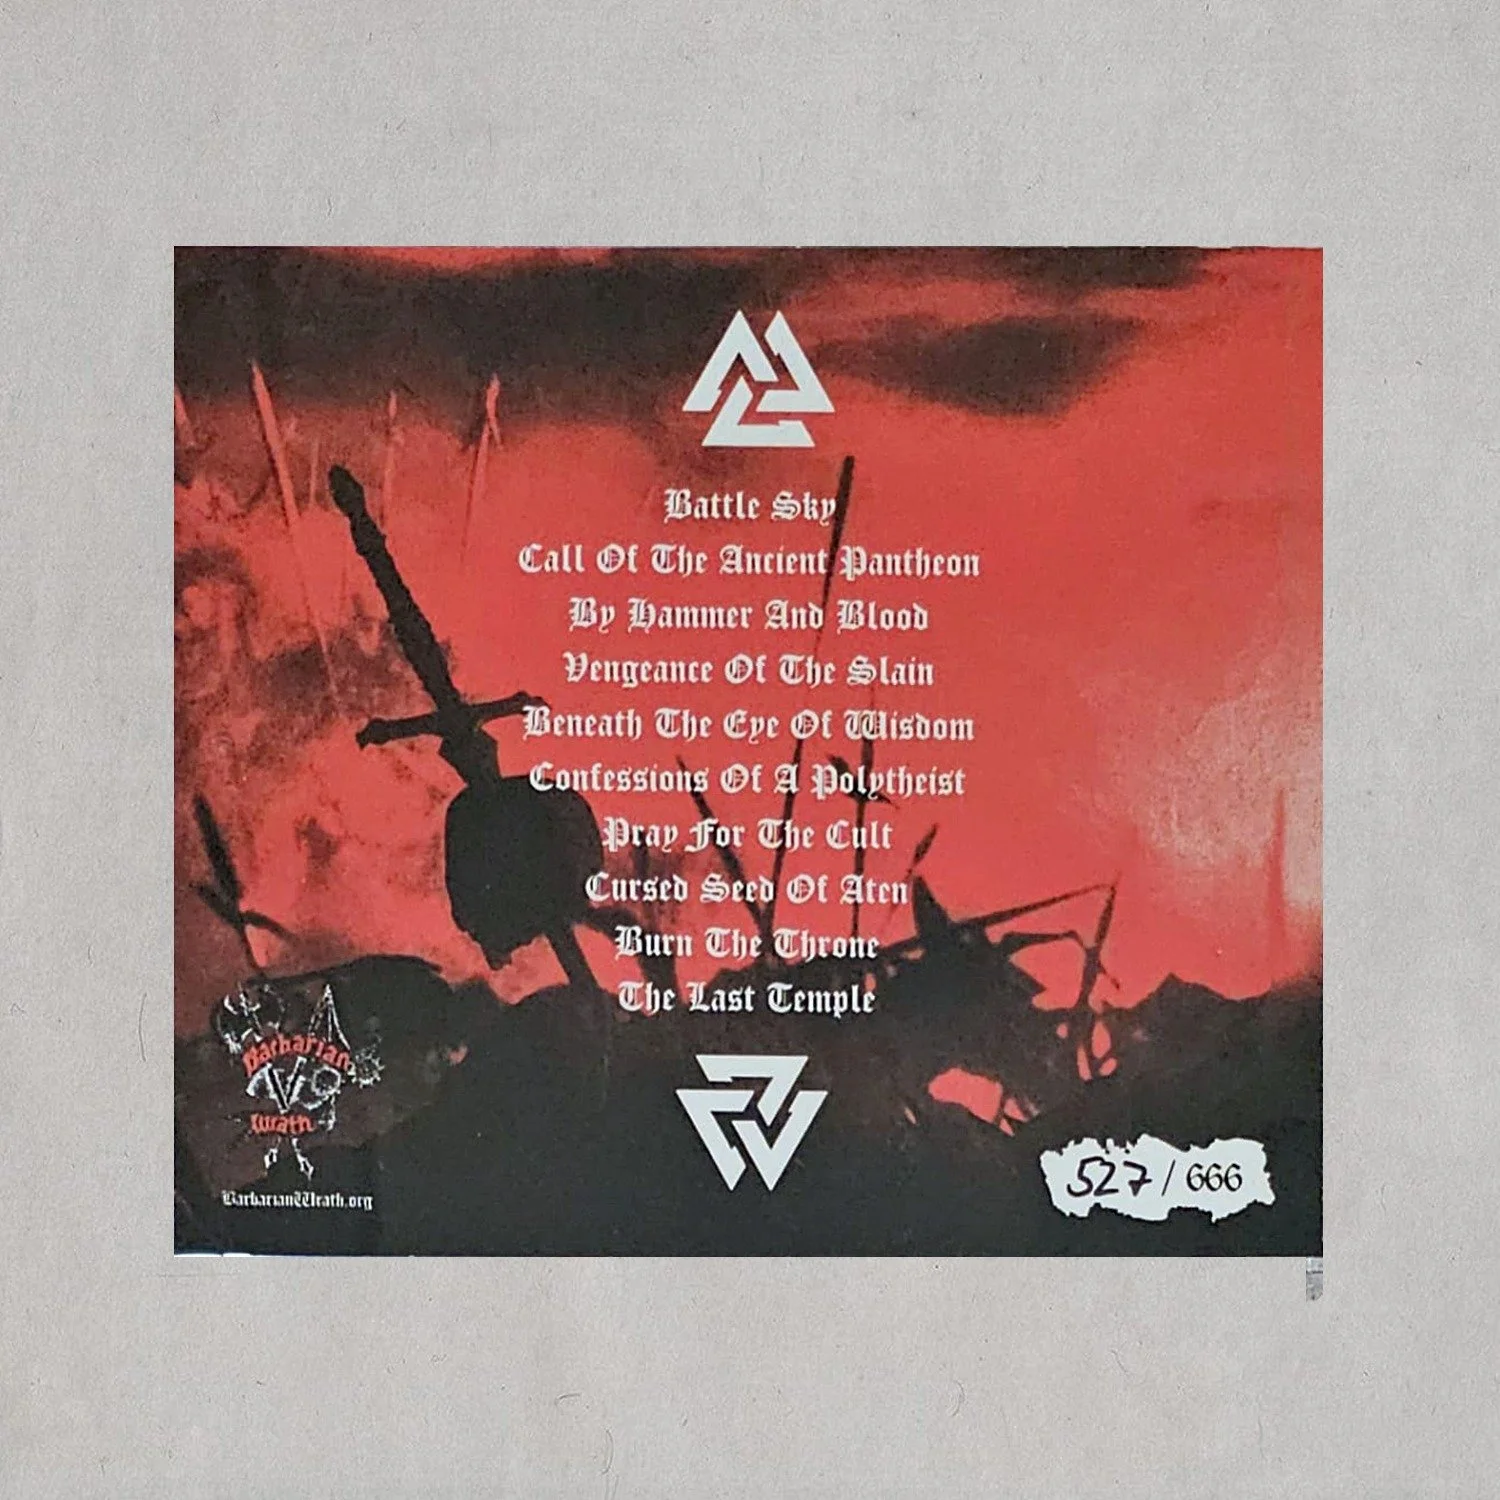 Battle Sky
Call Of The Ancient Pantheon
By Hammer And Blood
Vengeance Of The Slain
Beneath The Eye Of Wisdom
Confessions Of A Polytheist
Pray For The Cult
Cursed Seed Of Aten
Burn The Throne
The Last Temple
Barbarian
Wrath
BarbarianWrath.org
527 / 666